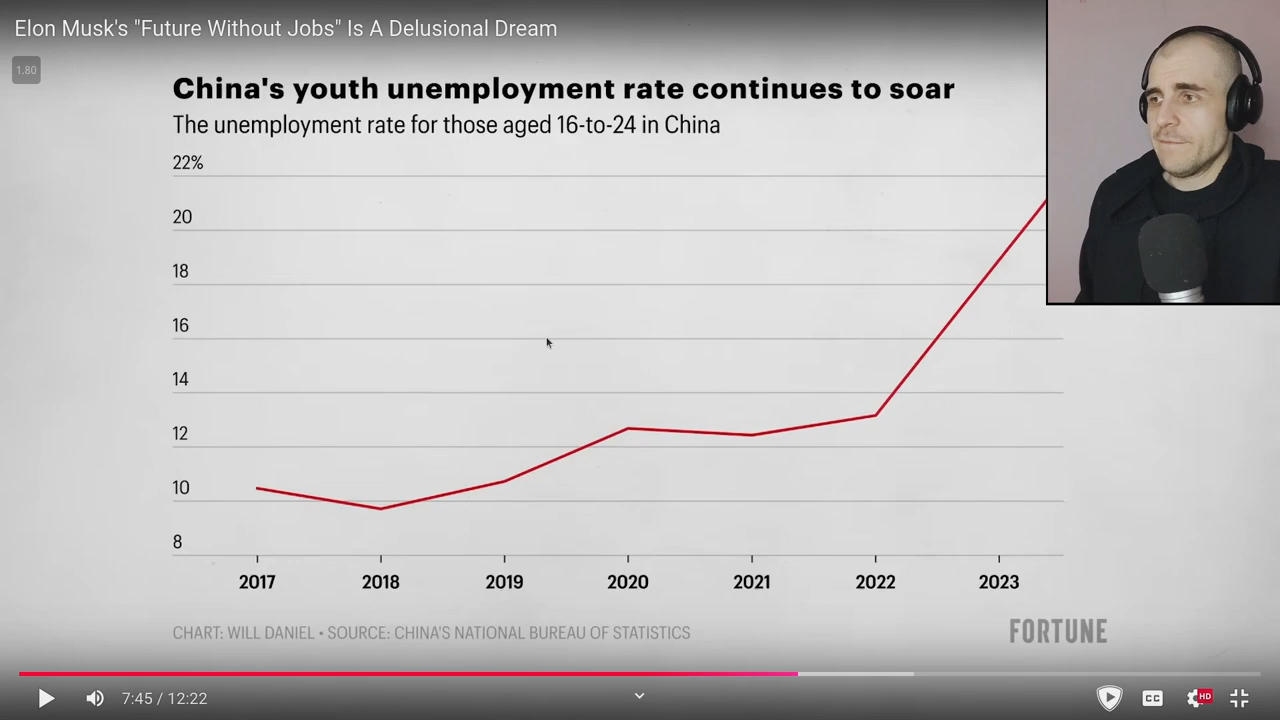 Elon Musk's "Future Without Jobs" Is A Delusional Dream
1.80
China's youth unemployment rate continues to soar
The unemployment rate for those aged 16-to-24 in China
22%
20
18
16
14
12
10
8
2017 2018 2019 2020 2021 2022 2023
CHART: WILL DANIEL • SOURCE: CHINA'S NATIONAL BUREAU OF STATISTICS
FORTUNE
7:45 / 12:22
CC
HD